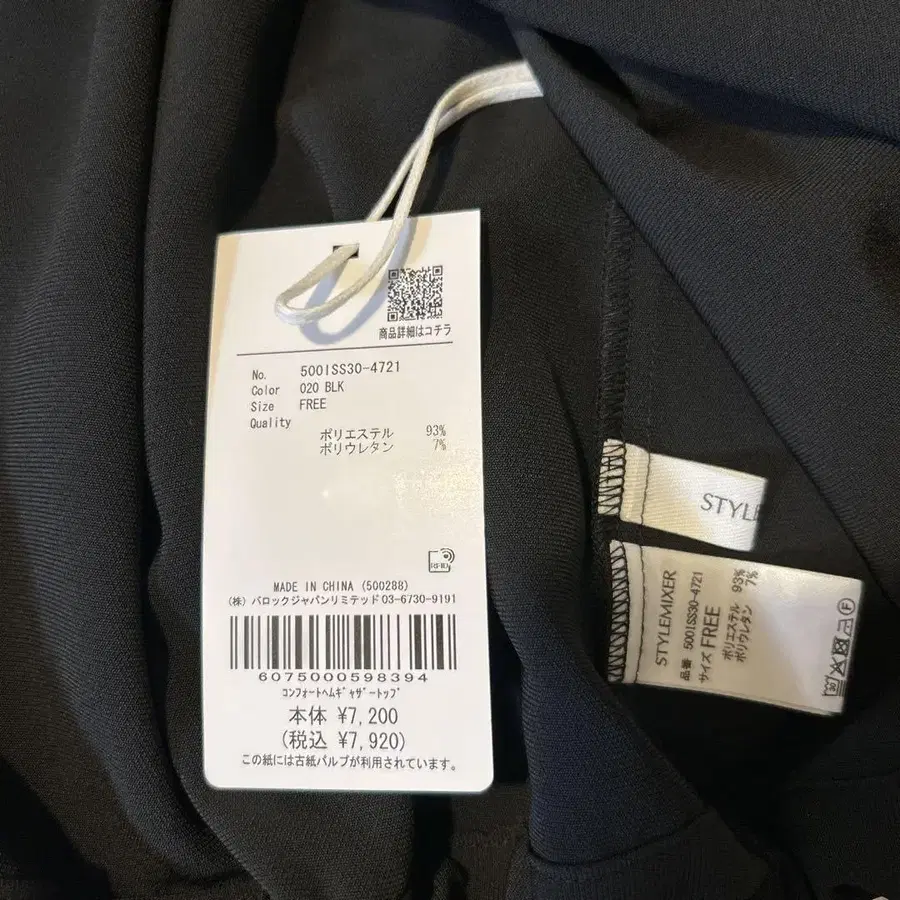 商品詳細はコチラ
No. 500ISS30-4721
Color 020 BLK
Size FREE
Quality
ポリエステル 93%
ポリウレタン 7%
MADE IN CHINA (500288)
(株) バロックジャパンリミテッド 03-6730-9191
6075000598394
コンフォートヘムギャザートップ
本体 ¥7,200
(税込 ¥7,920)
この紙には古紙パルプが利用されています。
STYLE
STYLEMIXER
品番 500ISS30-4721
サイズ FREE
ポリエステル 93%
ポリウレタン 7%